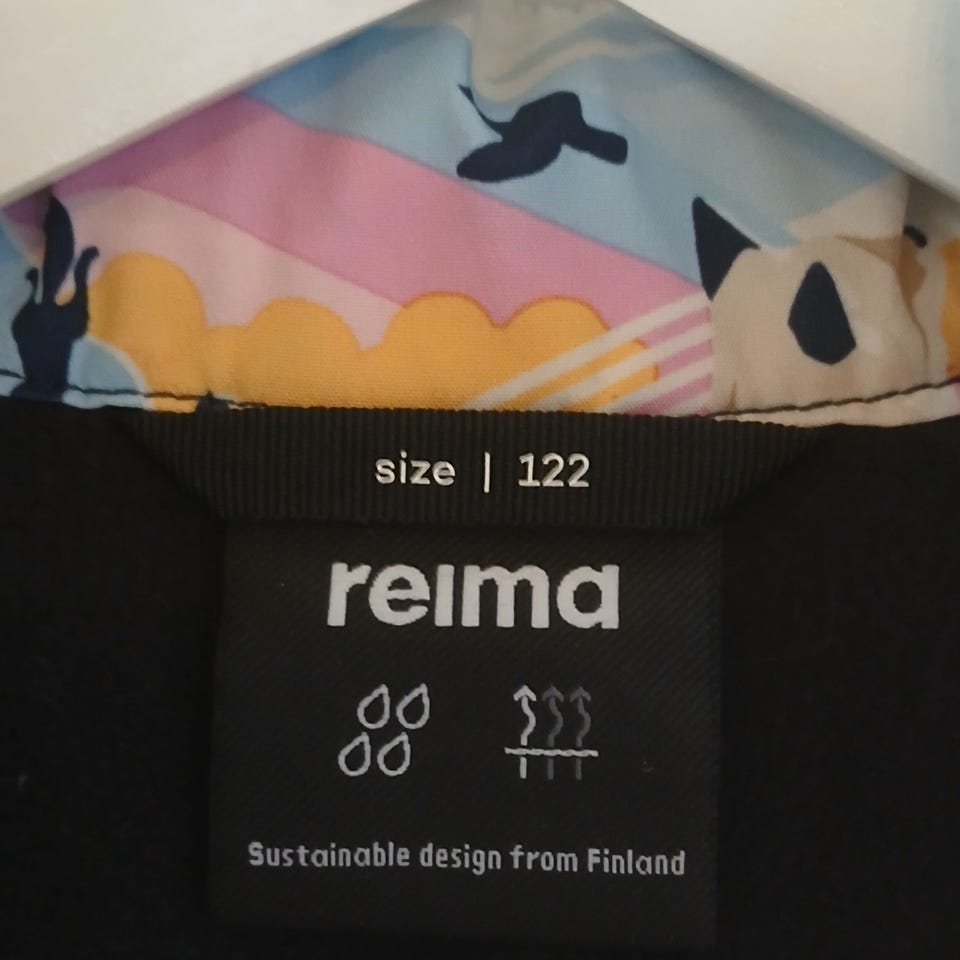 size | 122
reima
Sustainable design from Finland